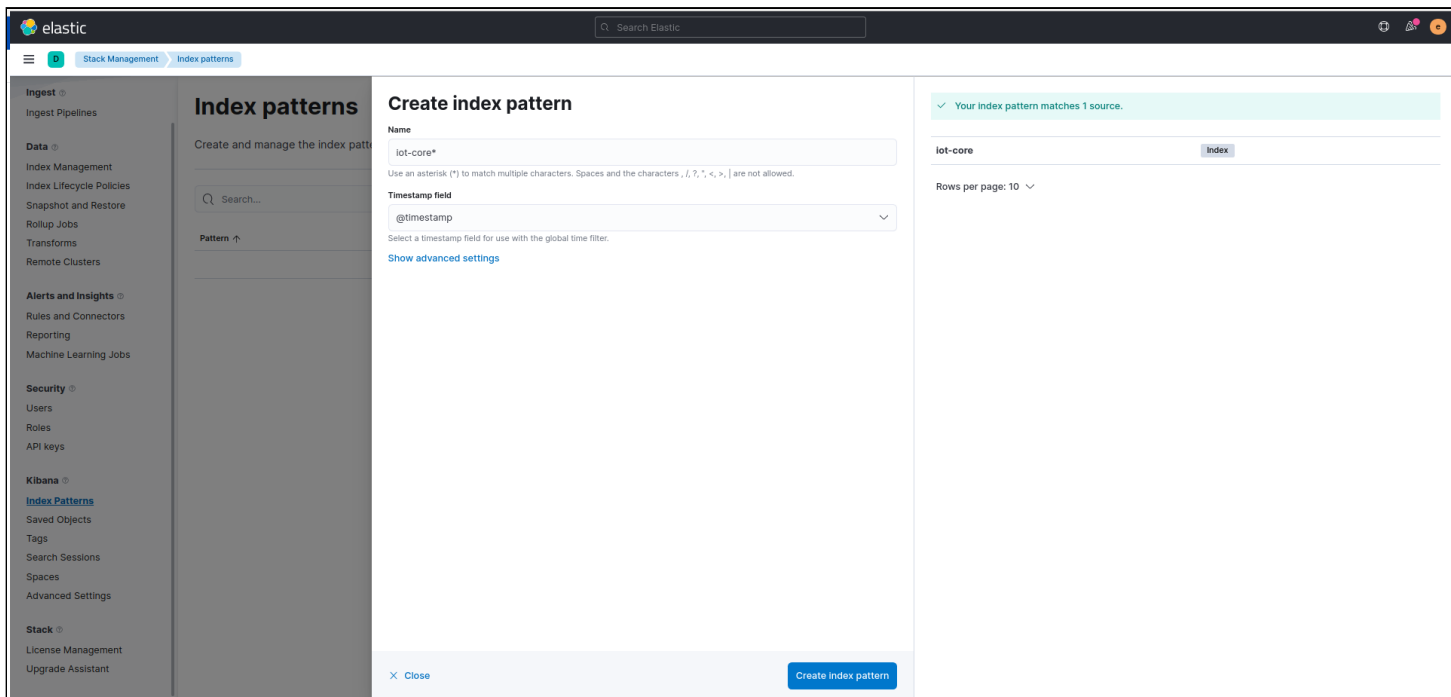 elastic
Search Elastic
e
D
Stack Management
Index patterns
Ingest
Ingest Pipelines
Data
Index Management
Index Lifecycle Policies
Snapshot and Restore
Rollup Jobs
Transforms
Remote Clusters
Alerts and Insights
Rules and Connectors
Reporting
Machine Learning Jobs
Security
Users
Roles
API keys
Kibana
Index Patterns
Saved Objects
Tags
Search Sessions
Spaces
Advanced Settings
Stack
License Management
Upgrade Assistant
Index patterns
Create and manage the index patte
Search...
Pattern
Create index pattern
Name
iot-core*
Use an asterisk (*) to match multiple characters. Spaces and the characters , /, ?, ", <, >, | are not allowed.
Timestamp field
@timestamp
Select a timestamp field for use with the global time filter.
Show advanced settings
Close
Create index pattern
Your index pattern matches 1 source.
iot-core Index
Rows per page: 10